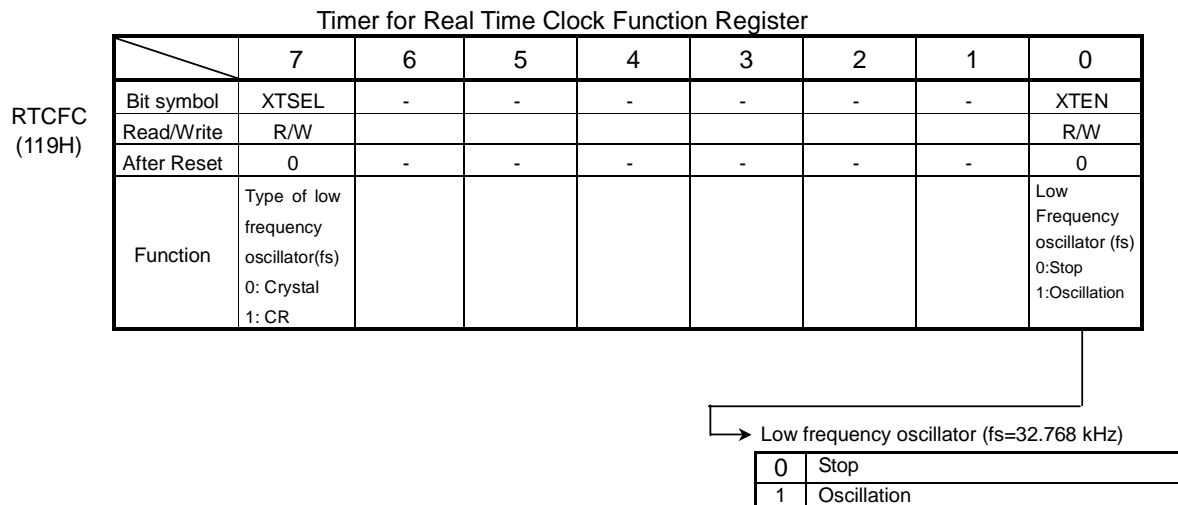 Timer for Real Time Clock Function Register
7 6 5 4 3 2 1 0
RTCFC
(119H)
Bit symbol XTSEL - - - - - - XTEN
Read/Write R/W R/W
After Reset 0 - - - - - - 0
Function
Type of low
frequency
oscillator(fs)
0: Crystal
1: CR
Low
Frequency
oscillator (fs)
0:Stop
1:Oscillation
Low frequency oscillator (fs=32.768 kHz)
0 Stop
1 Oscillation